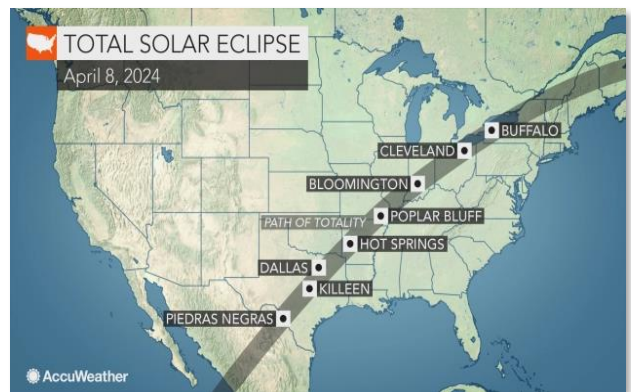 TOTAL SOLAR ECLIPSE
April 8, 2024
BUFFALO
CLEVELAND
BLOOMINGTON
POPLAR BLUFF
PATH OF TOTALITY
HOT SPRINGS
DALLAS
KILLEEN
PIEDRAS NEGRAS
AccuWeather